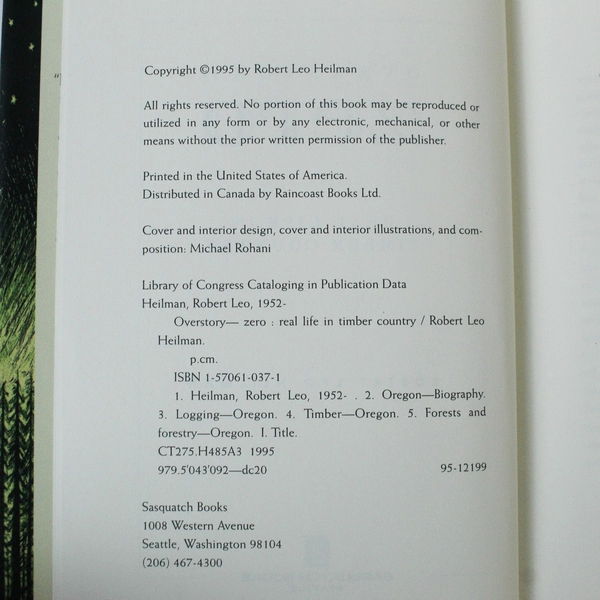 Copyright ©1995 by Robert Leo Heilman
All rights reserved. No portion of this book may be reproduced or
utilized in any form or by any electronic, mechanical, or other
means without the prior written permission of the publisher.
Printed in the United States of America.
Distributed in Canada by Raincoast Books Ltd.
Cover and interior design, cover and interior illustrations, and com-
position: Michael Rohani
Library of Congress Cataloging in Publication Data
Heilman, Robert Leo, 1952-
Overstory— zero : real life in timber country / Robert Leo
Heilman.
p.cm.
ISBN 1-57061-037-1
1. Heilman, Robert Leo, 1952- . 2. Oregon—Biography.
3. Logging—Oregon. 4. Timber—Oregon. 5. Forests and
forestry—Oregon. I. Title.
CT275.H485A3 1995
979.5'043'092—dc20 95-12199
Sasquatch Books
1008 Western Avenue
Seattle, Washington 98104
(206) 467-4300